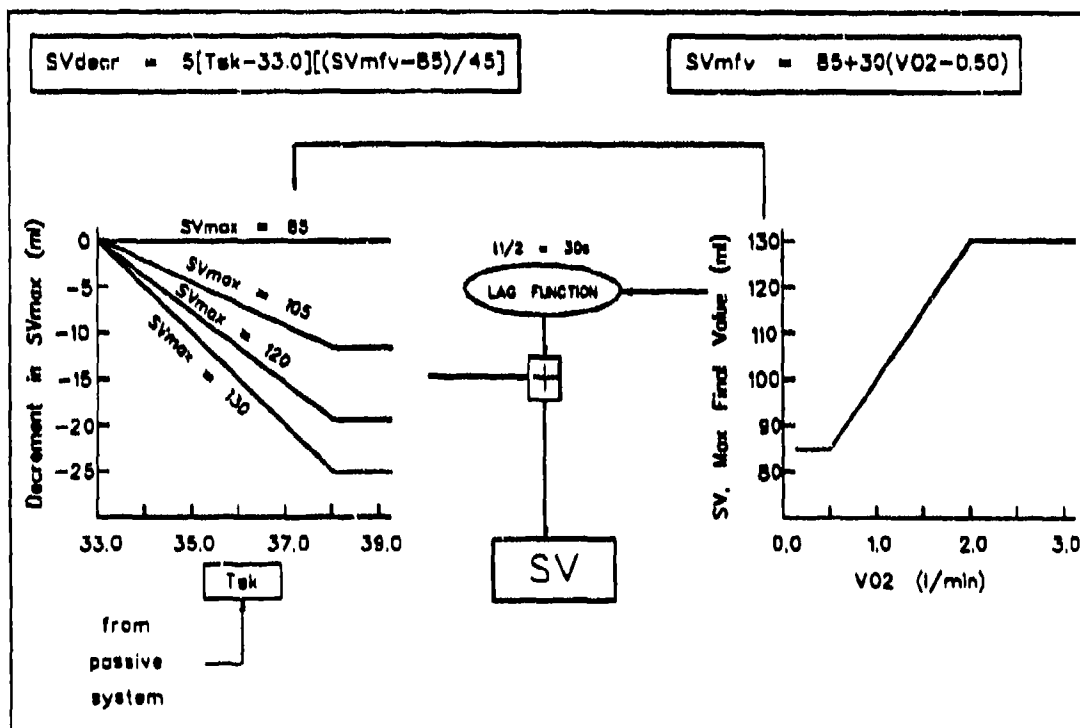 SVdecr = 5[Tsk-33.0][(SVmfv-85)/45]
SVmfv = 85+30(VO2-0.50)
Decrement in SVmax (ml)
0
-5
-10
-15
-20
-25
SVmax = 85
SVmax = 105
SVmax = 120
SVmax = 130
33.0
35.0
37.0
39.0
Tsk
from
passive
system
t1/2 = 30s
LAG FUNCTION
+
SV
SV, Max Final Value (ml)
130
120
110
100
90
80
0.0
1.0
2.0
3.0
VO2 (l/min)